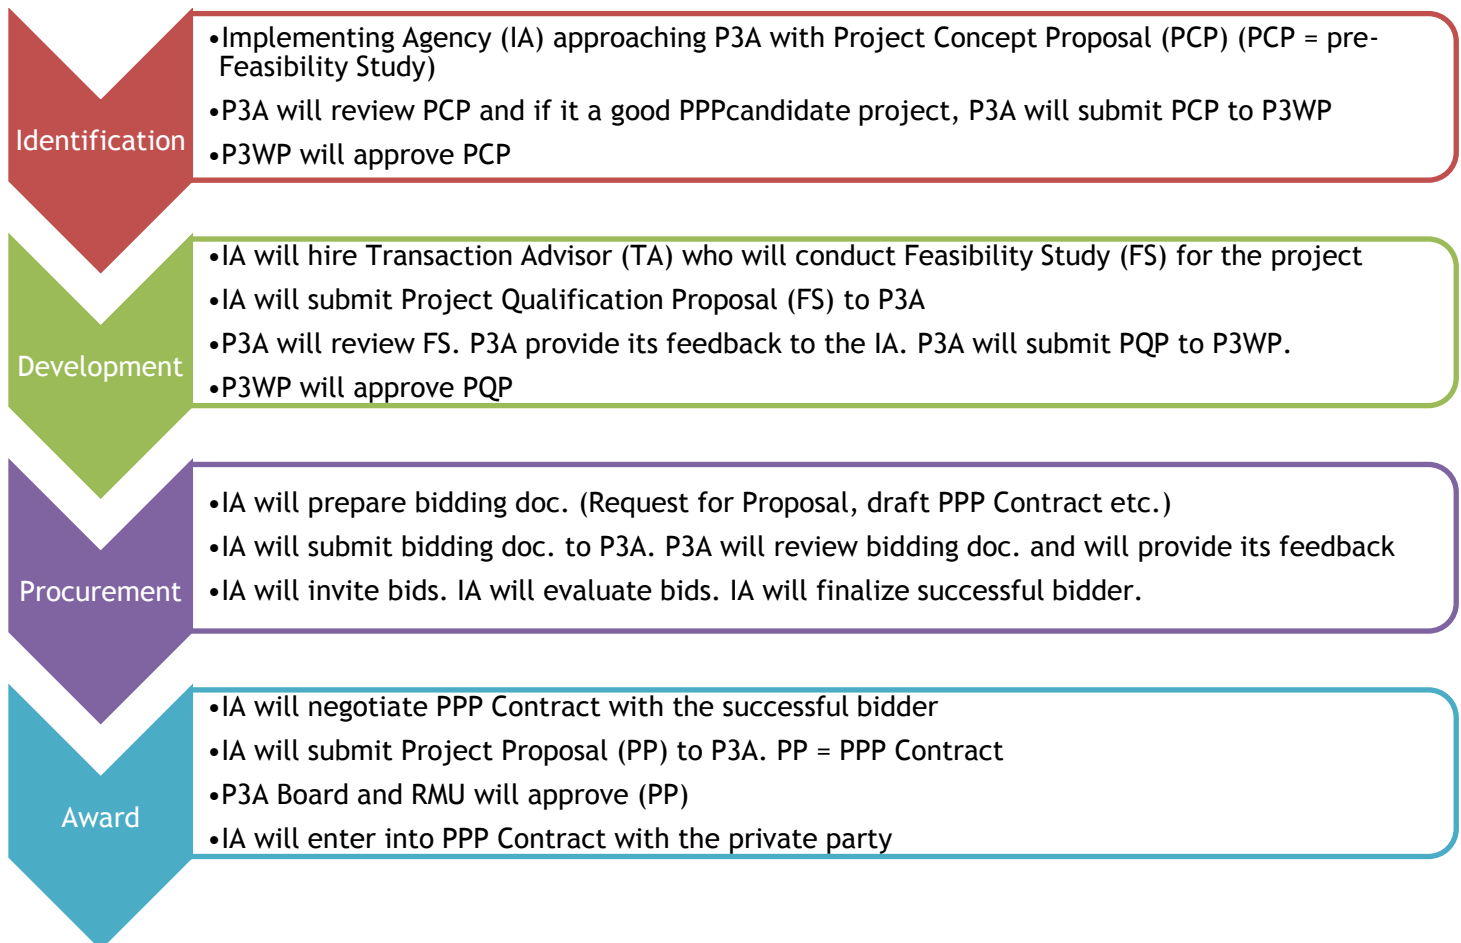 Identification
•Implementing Agency (IA) approaching P3A with Project Concept Proposal (PCP) (PCP = pre-
Feasibility Study)
•P3A will review PCP and if it a good PPPcandidate project, P3A will submit PCP to P3WP
•P3WP will approve PCP
Development
•IA will hire Transaction Advisor (TA) who will conduct Feasibility Study (FS) for the project
•IA will submit Project Qualification Proposal (FS) to P3A
•P3A will review FS. P3A provide its feedback to the IA. P3A will submit PQP to P3WP.
•P3WP will approve PQP
Procurement
•IA will prepare bidding doc. (Request for Proposal, draft PPP Contract etc.)
•IA will submit bidding doc. to P3A. P3A will review bidding doc. and will provide its feedback
•IA will invite bids. IA will evaluate bids. IA will finalize successful bidder.
Award
•IA will negotiate PPP Contract with the successful bidder
•IA will submit Project Proposal (PP) to P3A. PP = PPP Contract
•P3A Board and RMU will approve (PP)
•IA will enter into PPP Contract with the private party